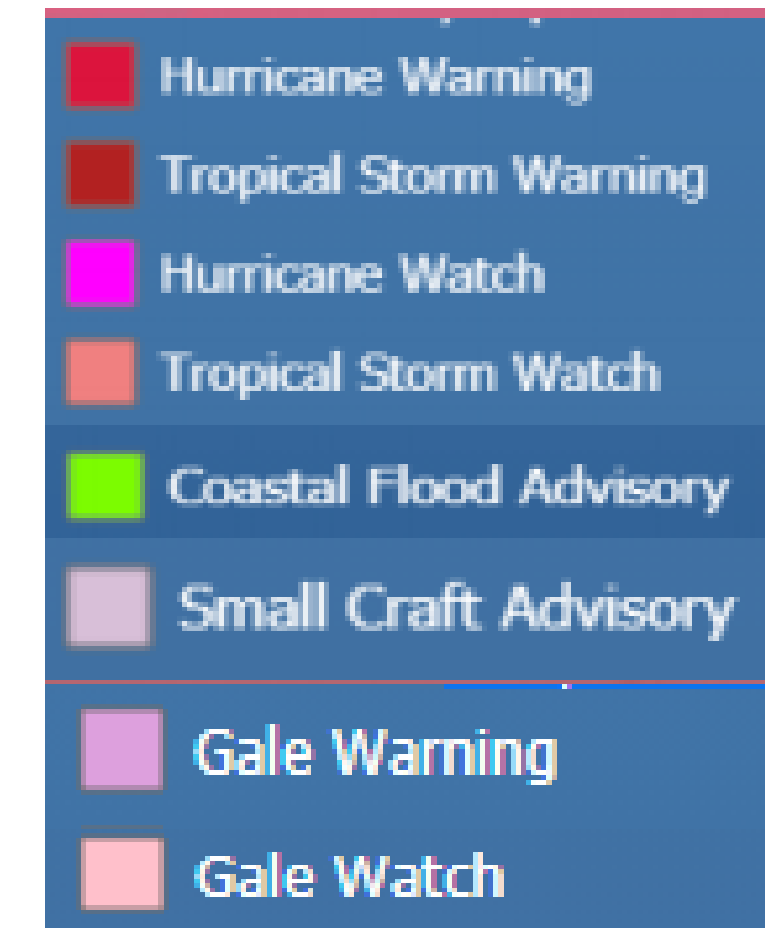 Hurricane Warning
Tropical Storm Warning
Hurricane Watch
Tropical Storm Watch
Coastal Flood Advisory
Small Craft Advisory
Gale Warning
Gale Watch